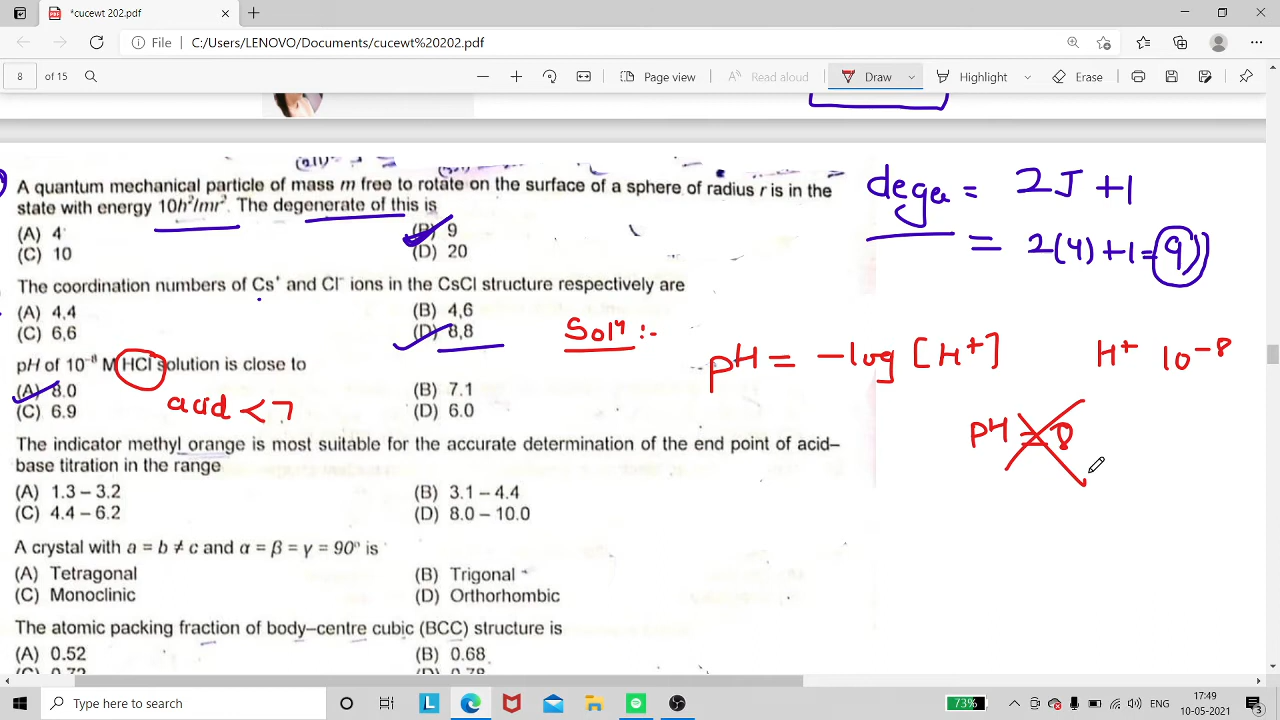 *cucewt 202.pdf
File C:/Users/LENOVO/Documents/cucewt%20202.pdf
8 of 15 Page view Read aloud Draw Highlight Erase
A quantum mechanical particle of mass m free to rotate on the surface of a sphere of radius r is in the
state with energy 10ℏ²/mr². The degenerate of this is
(A) 4 (B) 9
(C) 10 (D) 20
degen = 2J + 1
= 2(4)+1 = 9
The coordination numbers of Cs⁺ and Cl⁻ ions in the CsCl structure respectively are
(A) 4,4 (B) 4,6
(C) 6,6 (D) 8,8
Solⁿ :-
pH = -log [H+] H+ 10⁻⁸
pH of 10⁻⁸ M HCl solution is close to
(A) 8.0 (B) 7.1
(C) 6.9 (D) 6.0
acid < 7
pH = 8
The indicator methyl orange is most suitable for the accurate determination of the end point of acid–
base titration in the range
(A) 1.3 – 3.2 (B) 3.1 – 4.4
(C) 4.4 – 6.2 (D) 8.0 – 10.0
A crystal with a = b ≠ c and α = β = γ = 90° is
(A) Tetragonal (B) Trigonal
(C) Monoclinic (D) Orthorhombic
The atomic packing fraction of body–centre cubic (BCC) structure is
(A) 0.52 (B) 0.68
Type here to search 73% ENG 17:49
10-05-2021